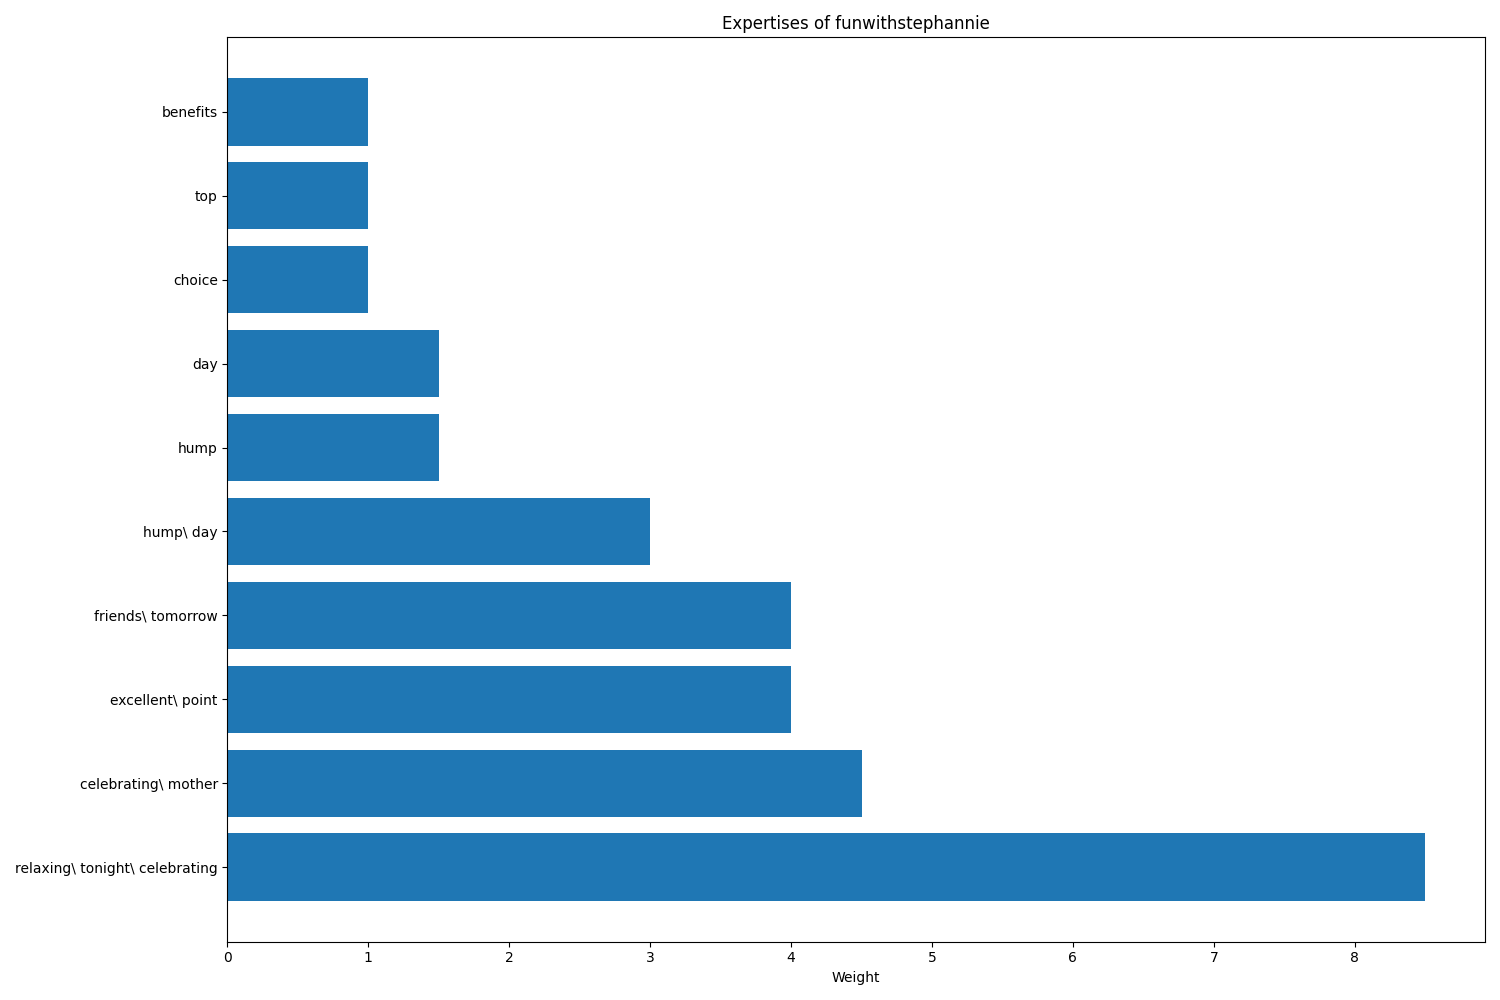 Expertises of funwithstephannie
benefits
top
choice
day
hump
hump\ day
friends\ tomorrow
excellent\ point
celebrating\ mother
relaxing\ tonight\ celebrating
0 1 2 3 4 5 6 7 8
Weight